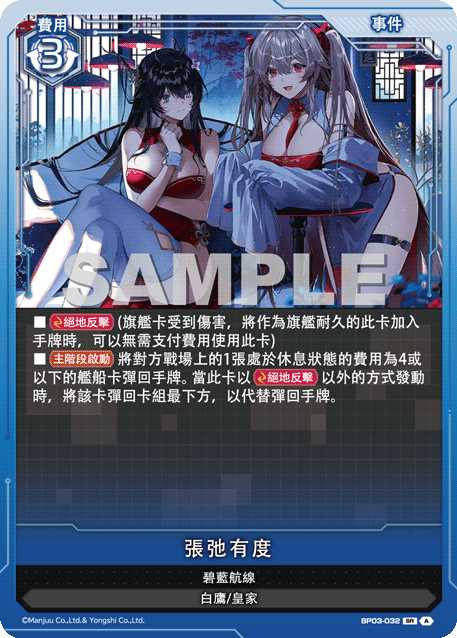 費用
3
事件
SAMPLE
■ 絕地反擊 (旗艦卡受到傷害, 將作為旗艦耐久的此卡加入
手牌時, 可以無需支付費用使用此卡)
■ 主階段啟動 將對方戰場上的1張處於休息狀態的費用為4或
以下的艦船卡彈回手牌。當此卡以 絕地反擊 以外的方式發動
時, 將該卡彈回卡組最下方, 以代替彈回手牌。
張弛有度
碧藍航線
白鷹/皇家
©Manjuu Co.,Ltd.& Yongshi Co.,Ltd. BP03-032 SR A